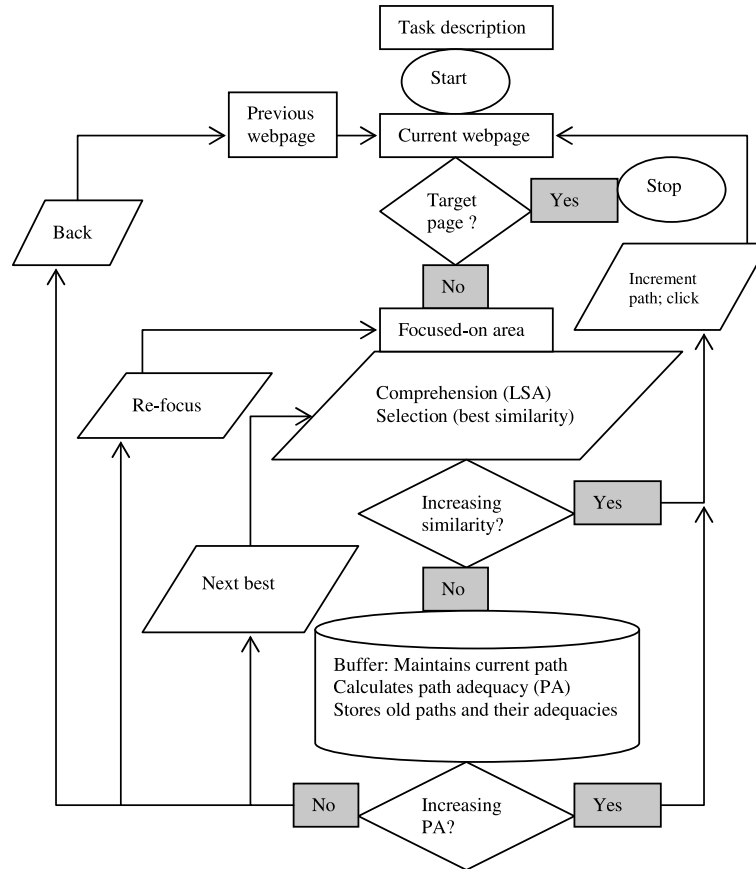 Task description
Start
Previous
webpage
Current webpage
Target
page ?
Yes
Stop
Back
No
Increment
path; click
Focused-on area
Re-focus
Comprehension (LSA)
Selection (best similarity)
Increasing
similarity?
Yes
Next best
No
Buffer: Maintains current path
Calculates path adequacy (PA)
Stores old paths and their adequacies
No
Increasing
PA?
Yes